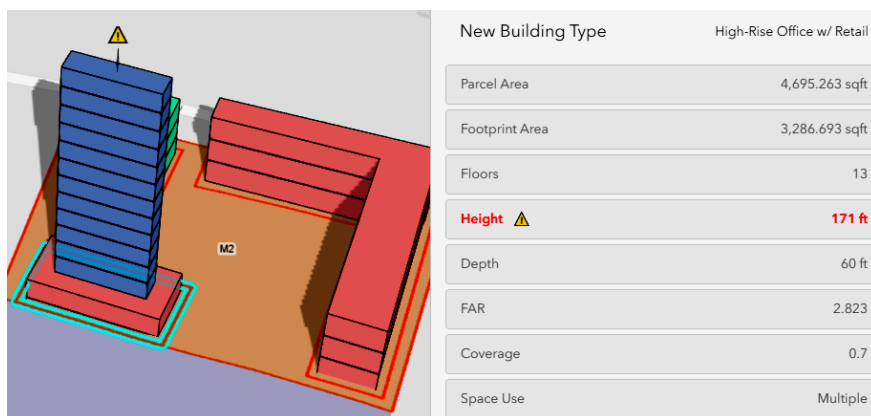 New Building Type High-Rise Office w/ Retail
Parcel Area 4,695.263 sqft
Footprint Area 3,286.693 sqft
Floors 13
Height 171 ft
Depth 60 ft
FAR 2.823
Coverage 0.7
Space Use Multiple
M2